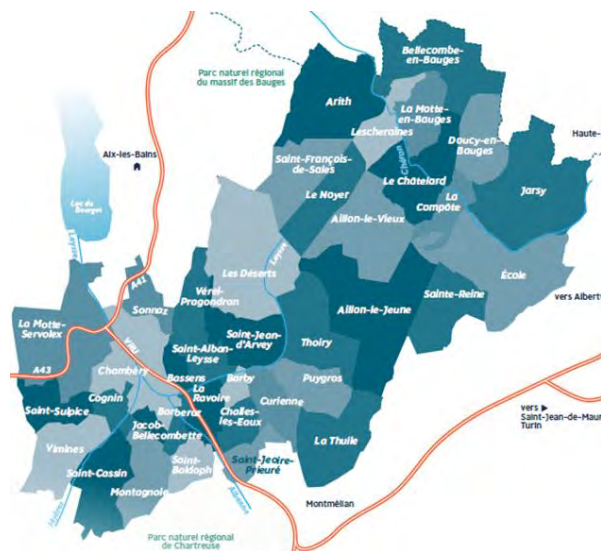 Bellecombe-
en-Bauges
Parc naturel régional
du massif des Bauges
Arith
La Motte-
en-Bauges
Lescheraines
Doucy-en-
Bauges
Haute-
Aix-les-Bains
Saint-François-
de-Sales
Chéran
Le Châtelard
Le Noyer
La
Compôte
Jarsy
Lac du
Bourget
Aillon-le-Vieux
Leysse
Leysse
Les Déserts
École
A41
Vérel-
Pragondran
Sainte-Reine
vers Albertv
Sonnaz
Aillon-le-Jeune
La Motte-
Servolex
VRU
Saint-Jean-
d'Arvey
Thoiry
Saint-Alban-
Leysse
A43
Chambéry
Bassens
Barby
Puygros
La
Ravoire
Cognin
Curienne
Saint-Sulpice
Barberaz
Challes-
les-Eaux
vers
Saint-Jean-de-Maur
Turin
Jacob-
Bellecombette
La Thuile
Vimines
Saint-
Baldoph
Saint-Jeoire-
Prieuré
Saint-Cassin
Montagnole
Albanne
Montmélian
Parc naturel régional
de Chartreuse